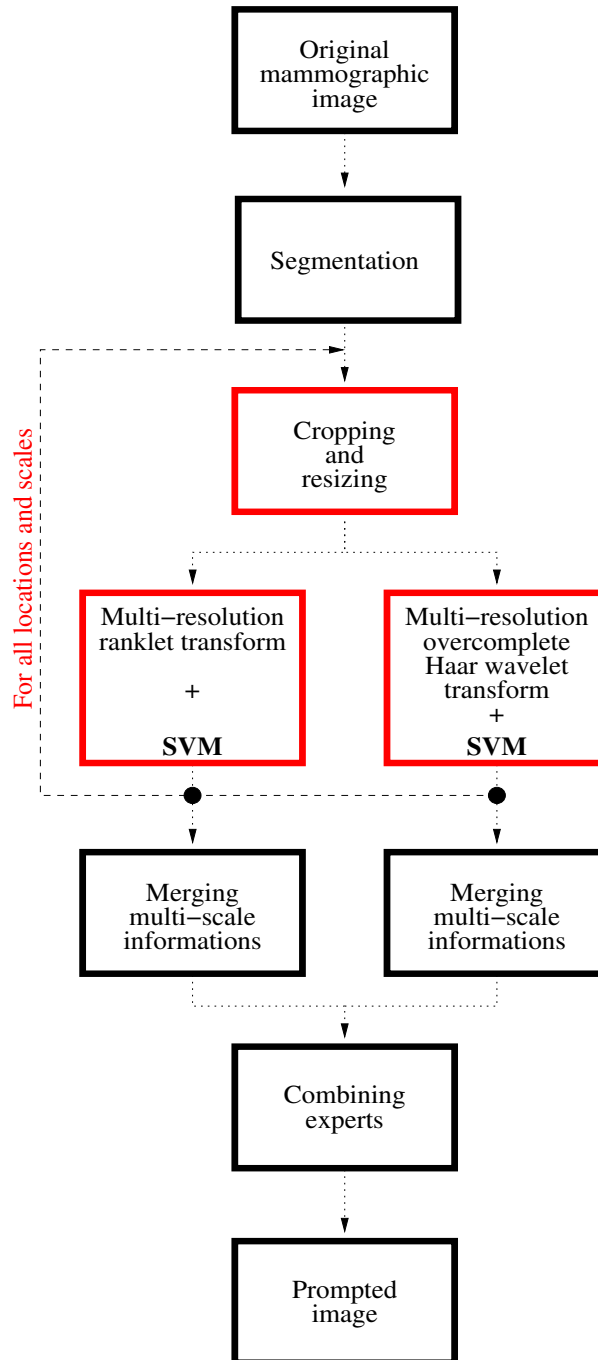 Original
mammographic
image
Segmentation
For all locations and scales
Cropping
and
resizing
Multi−resolution
ranklet transform
+
SVM
Multi−resolution
overcomplete
Haar wavelet
transform
+
SVM
Merging
multi−scale
informations
Merging
multi−scale
informations
Combining
experts
Prompted
image